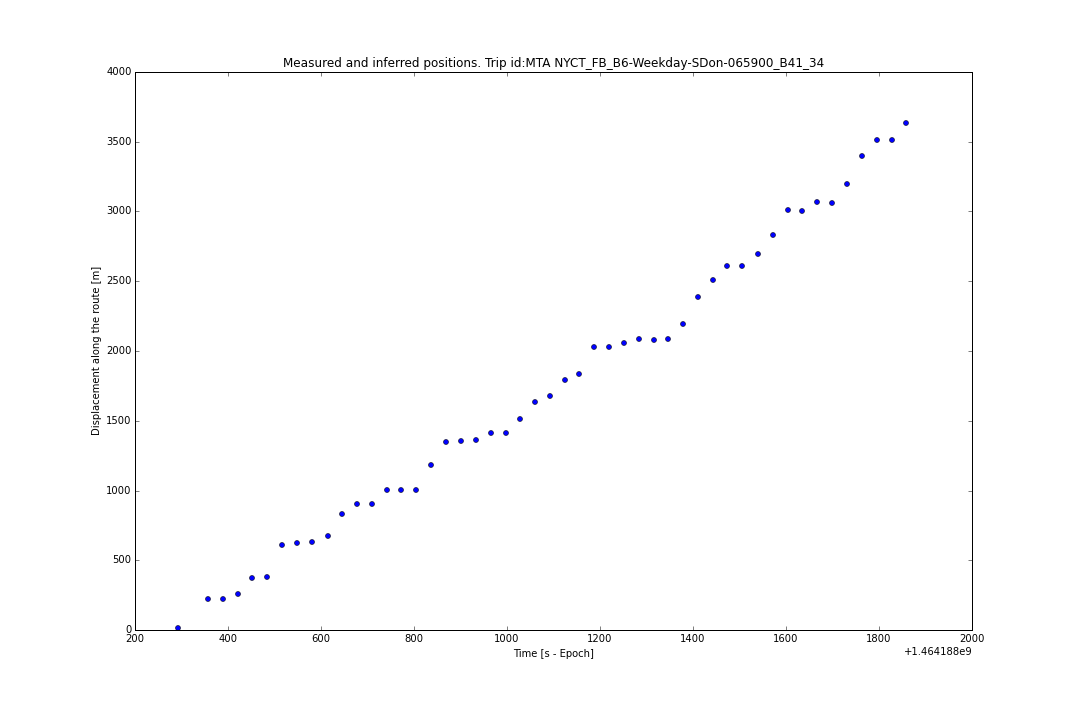 Measured and inferred positions. Trip id:MTA NYCT_FB_B6-Weekday-SDon-065900_B41_34
4000
3500
3000
2500
2000
1500
1000
500
0
Displacement along the route [m]
200 400 600 800 1000 1200 1400 1600 1800 2000
Time [s - Epoch]
+1.464188e9